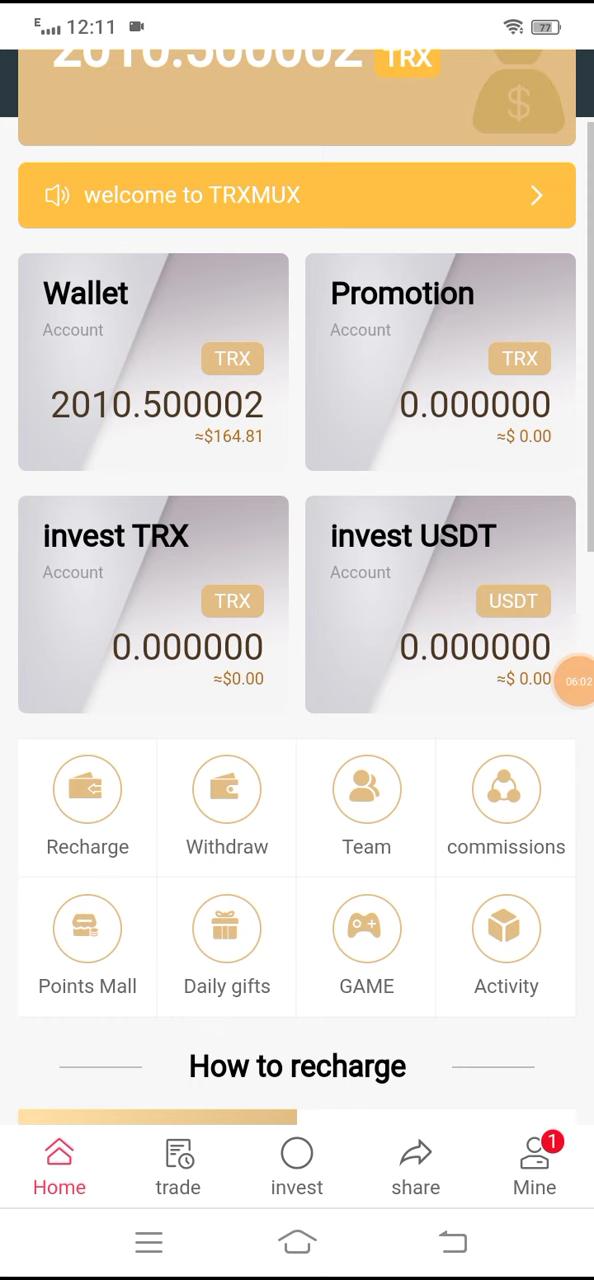 E 12:11 77
2010.500002 TRX
$
welcome to TRXMUX
Wallet
Account
TRX
2010.500002
≈$164.81
Promotion
Account
TRX
0.000000
≈$ 0.00
invest TRX
Account
TRX
0.000000
≈$0.00
invest USDT
Account
USDT
0.000000
≈$ 0.00
06:02
Recharge Withdraw Team commissions
Points Mall Daily gifts GAME Activity
How to recharge
1
Home trade invest share Mine